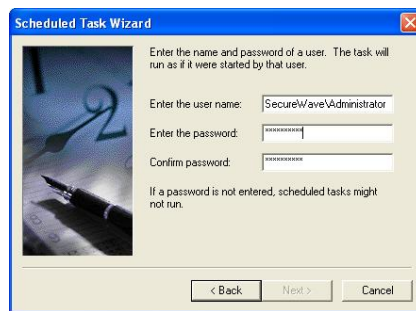 Scheduled Task Wizard
Enter the name and password of a user. The task will
run as if it were started by that user.
Enter the user name: SecureWave\Administrator
Enter the password: **********
Confirm password: **********
If a password is not entered, scheduled tasks might
not run.
< Back Next > Cancel